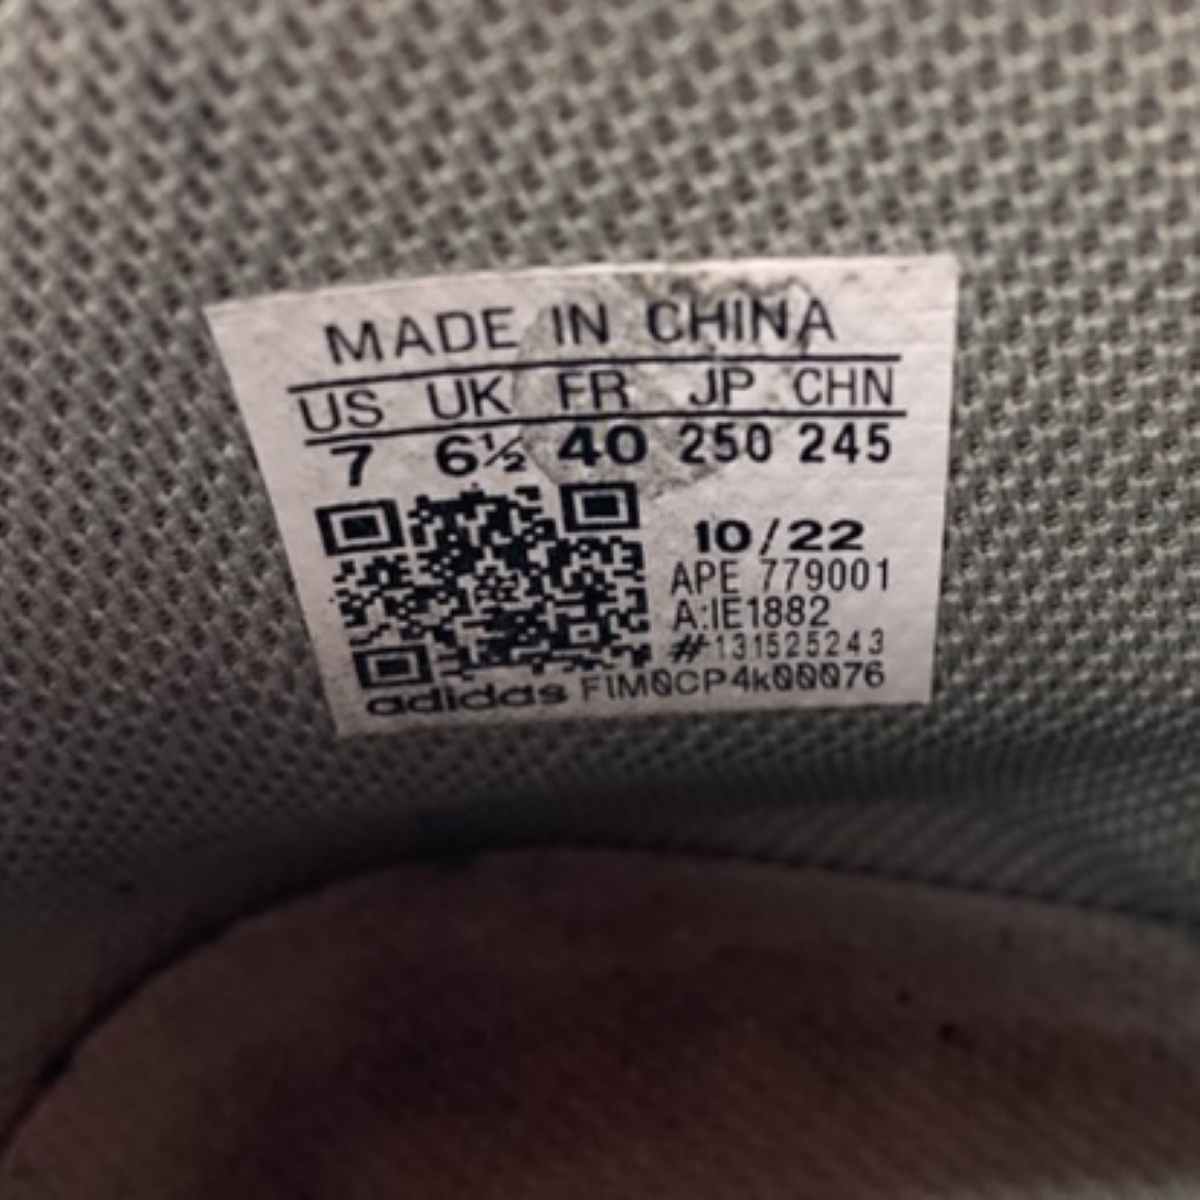 MADE IN CHINA
US UK FR JP CHN
7 6½ 40 250 245
10/22
APE 779001
A:IE1882
#131525243
adidas FIM0CP4k00076